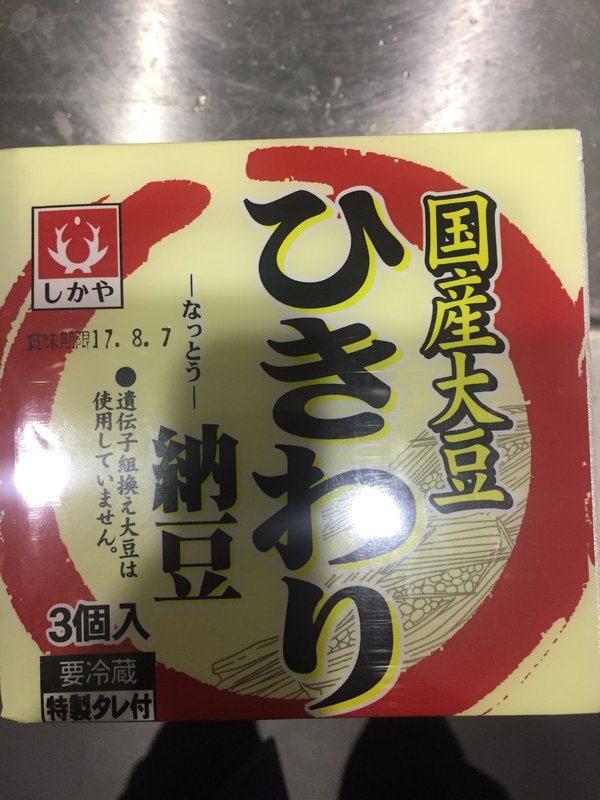 国産大豆
ひきわり
―なっとう―
納豆
しかや
賞味期限17.8.7
●遺伝子組換え大豆は
使用していません。
3個入
要冷蔵
特製タレ付